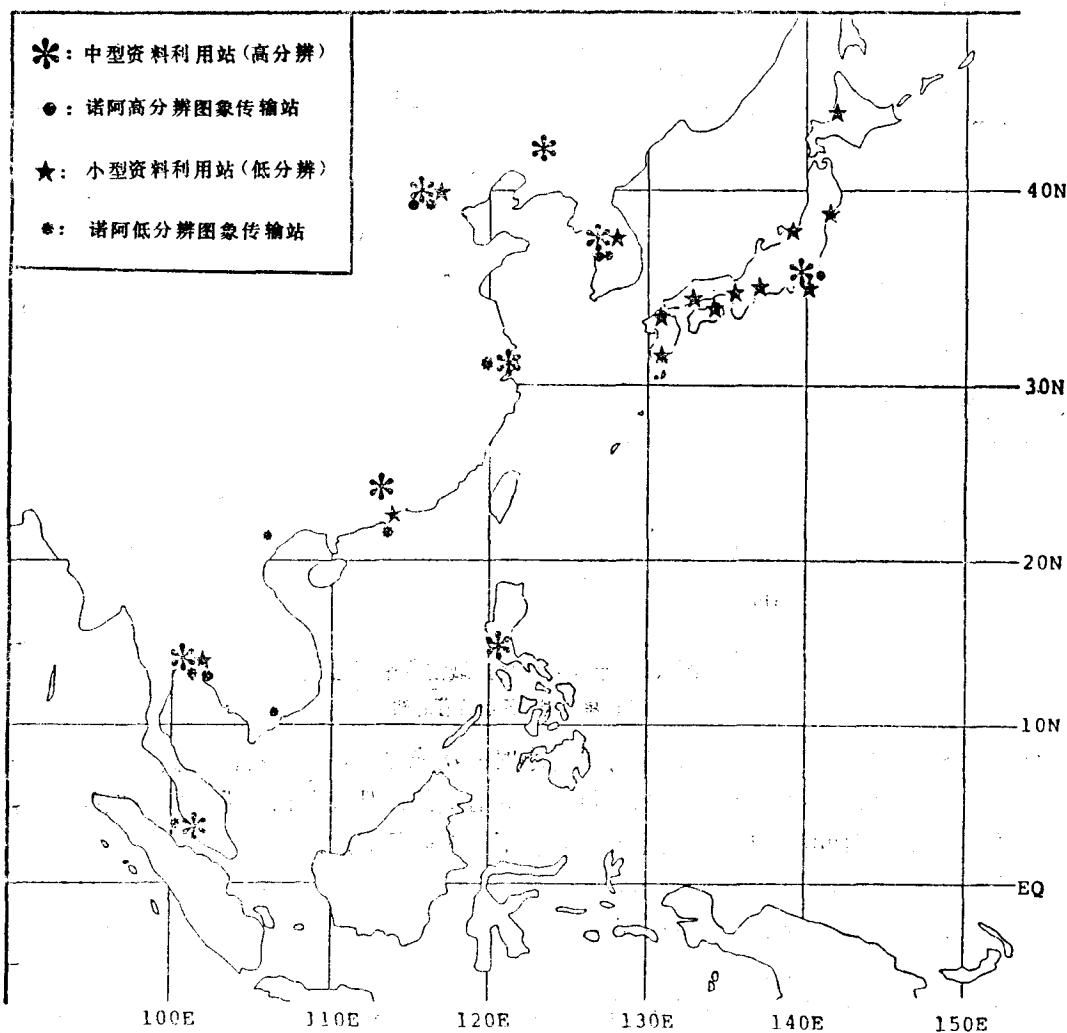 : 中型资料利用站(高分辨)
: 诺阿高分辨图象传输站
: 小型资料利用站(低分辨)
: 诺阿低分辨图象传输站
40N
30N
20N
10N
EQ
100E 110E 120E 130E 140E 150E